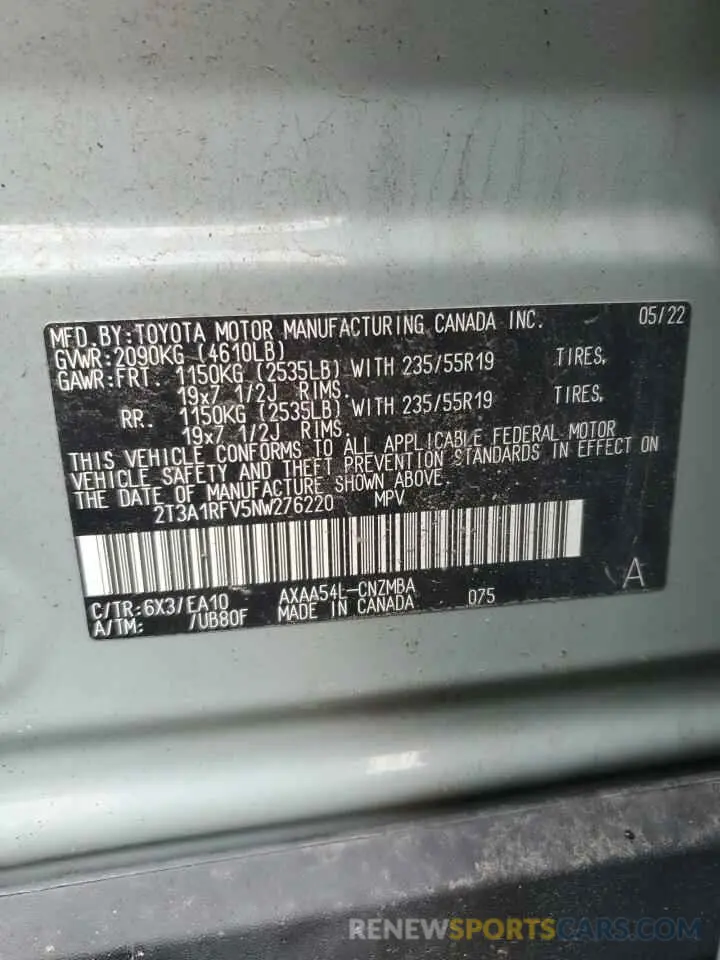 MFD.BY:TOYOTA MOTOR MANUFACTURING CANADA INC. 05/22
GVWR:2090KG (4610LB)
GAWR:FRT. 1150KG (2535LB) WITH 235/55R19 TIRES,
19x7 1/2J RIMS.
RR. 1150KG (2535LB) WITH 235/55R19 TIRES,
19x7 1/2J RIMS.
THIS VEHICLE CONFORMS TO ALL APPLICABLE FEDERAL MOTOR
VEHICLE SAFETY AND THEFT PREVENTION STANDARDS IN EFFECT ON
THE DATE OF MANUFACTURE SHOWN ABOVE.
2T3A1RFV5NW276220 MPV
C/TR:6X3/EA10 AXAA54L-CNZMBA 075 A
A/TM: /UB80F MADE IN CANADA
RENEWSPORTSCARS.COM